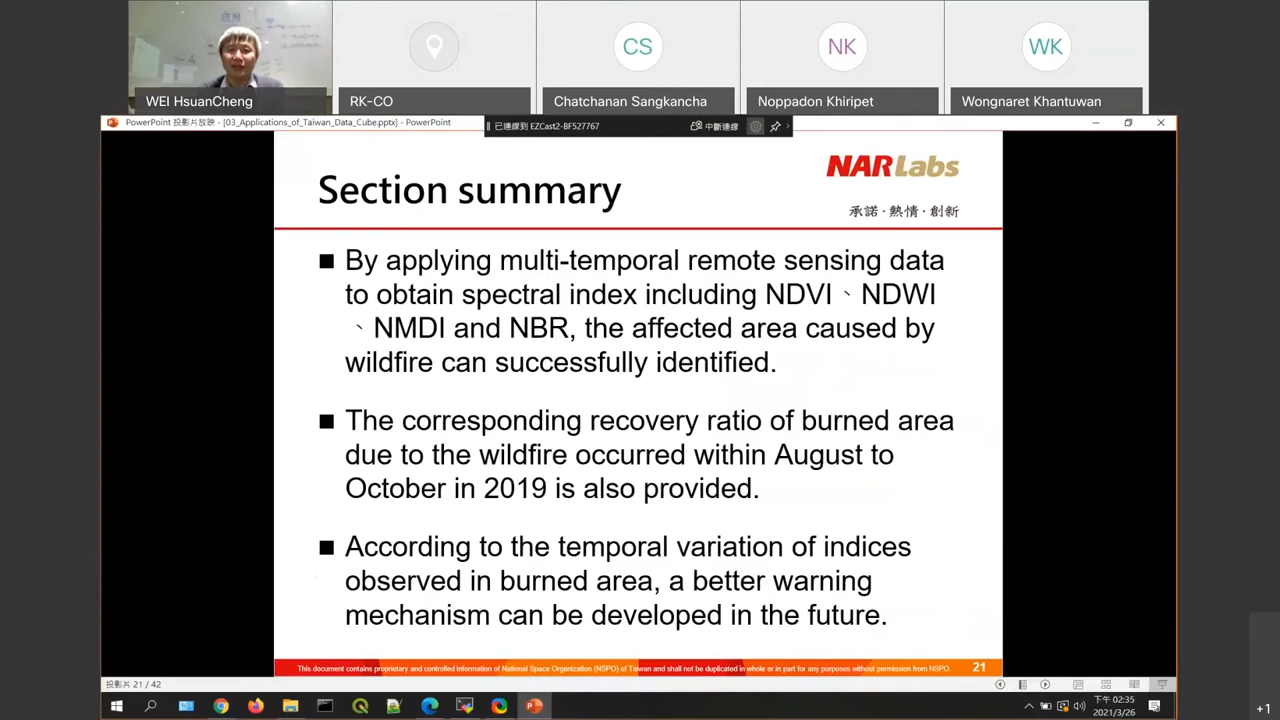 CS
NK
WK
WEI HsuanCheng
RK-CO
Chatchanan Sangkancha
Noppadon Khiripet
Wongnaret Khantuwan
PowerPoint 投影片放映 - [03_Applications_of_Taiwan_Data_Cube.pptx] - PowerPoint
已連線到 EZCast2-BF527767
中斷連線
NARLabs
Section summary
承諾·熱情·創新
■ By applying multi-temporal remote sensing data
to obtain spectral index including NDVI、NDWI
、NMDI and NBR, the affected area caused by
wildfire can successfully identified.
■ The corresponding recovery ratio of burned area
due to the wildfire occurred within August to
October in 2019 is also provided.
■ According to the temporal variation of indices
observed in burned area, a better warning
mechanism can be developed in the future.
This document contains proprietary and controlled information of National Space Organization (NSPO) of Taiwan and shall not be duplicated in whole or in part for any purposes without permission from NSPO.
21
投影片 21 / 42
下午 02:35
2021/3/26
+1